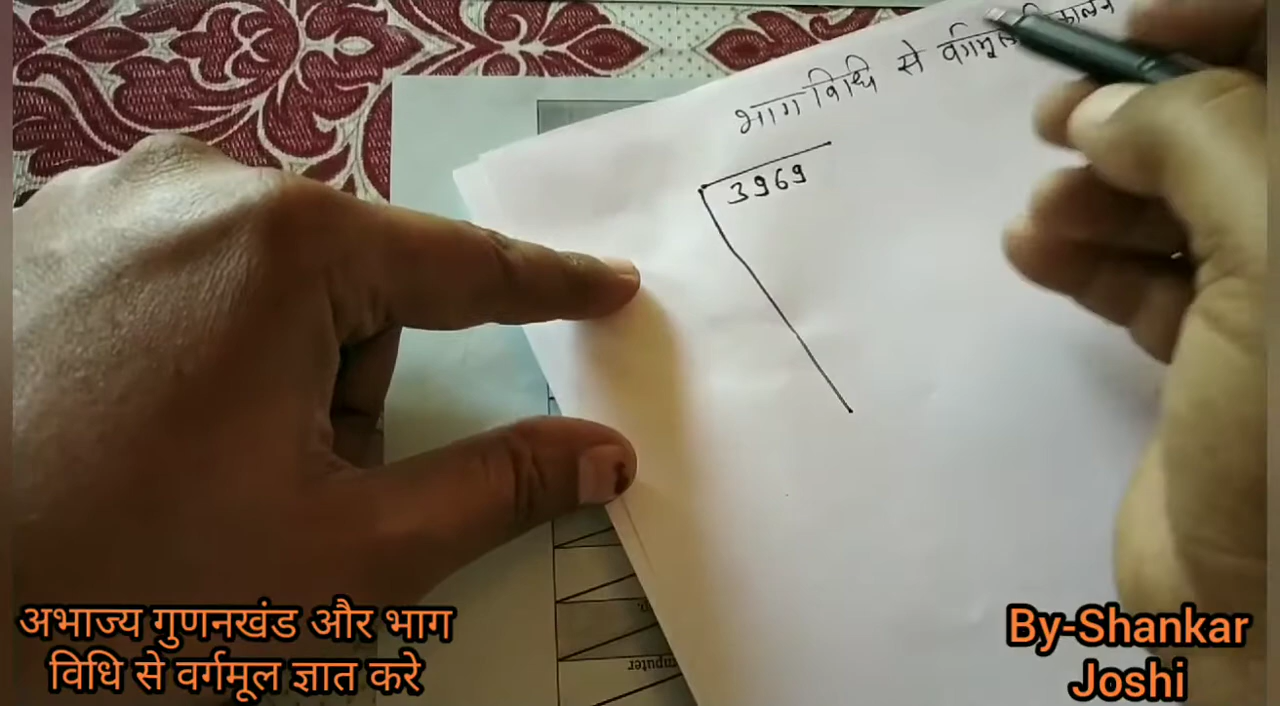 भाग विधि से वर्गमूल
3969
अभाज्य गुणनखंड और भाग
विधि से वर्गमूल ज्ञात करे
By-Shankar
Joshi